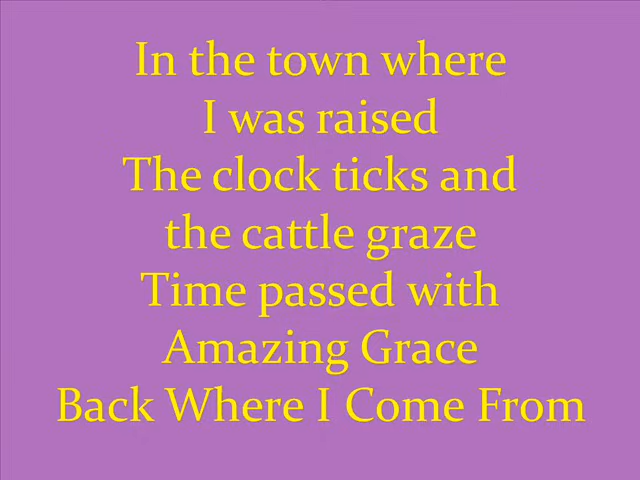 In the town where
I was raised
The clock ticks and
the cattle graze
Time passed with
Amazing Grace
Back Where I Come From